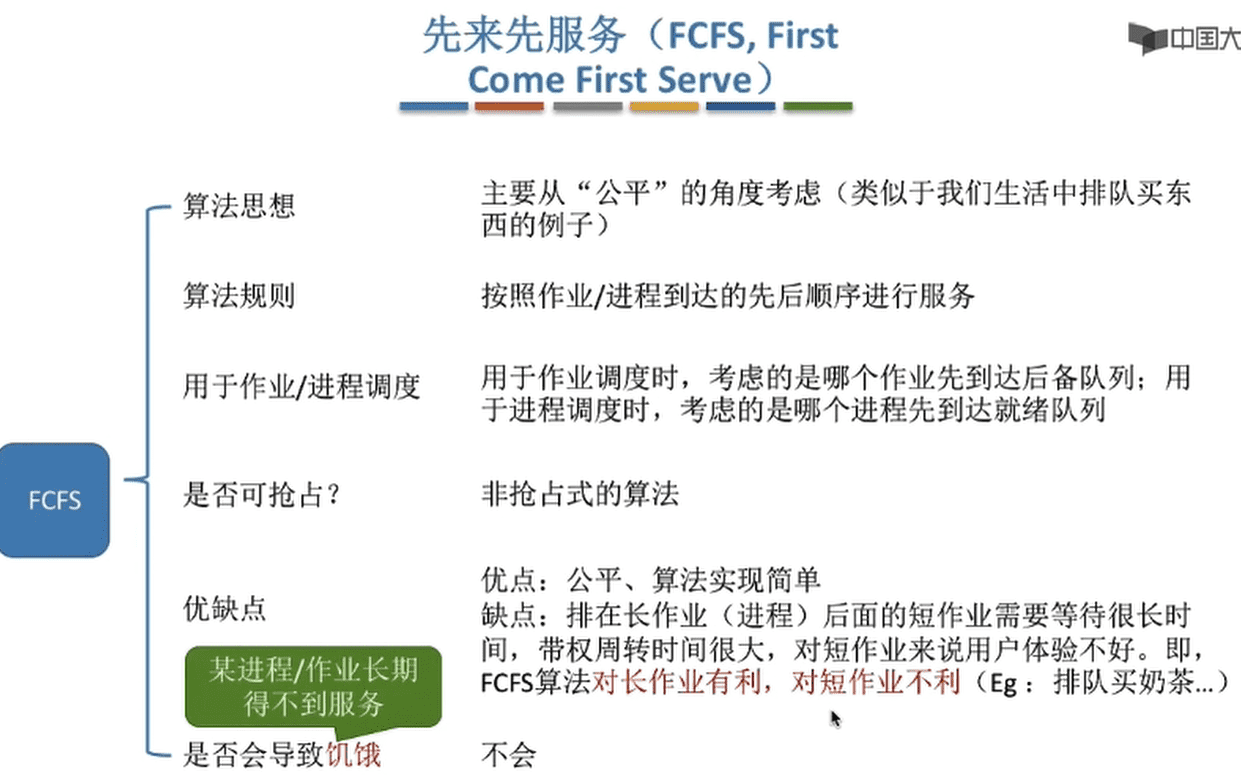 先来先服务（FCFS, First
Come First Serve）
中国大
算法思想
主要从“公平”的角度考虑（类似于我们生活中排队买东
西的例子）
算法规则
按照作业/进程到达的先后顺序进行服务
用于作业/进程调度
用于作业调度时，考虑的是哪个作业先到达后备队列；用
于进程调度时，考虑的是哪个进程先到达就绪队列
FCFS
是否可抢占？
非抢占式的算法
优缺点
优点：公平、算法实现简单
缺点：排在长作业（进程）后面的短作业需要等待很长时
间，带权周转时间很大，对短作业来说用户体验不好。即，
FCFS算法对长作业有利，对短作业不利（Eg：排队买奶茶…）
某进程/作业长期
得不到服务
是否会导致饥饿
不会